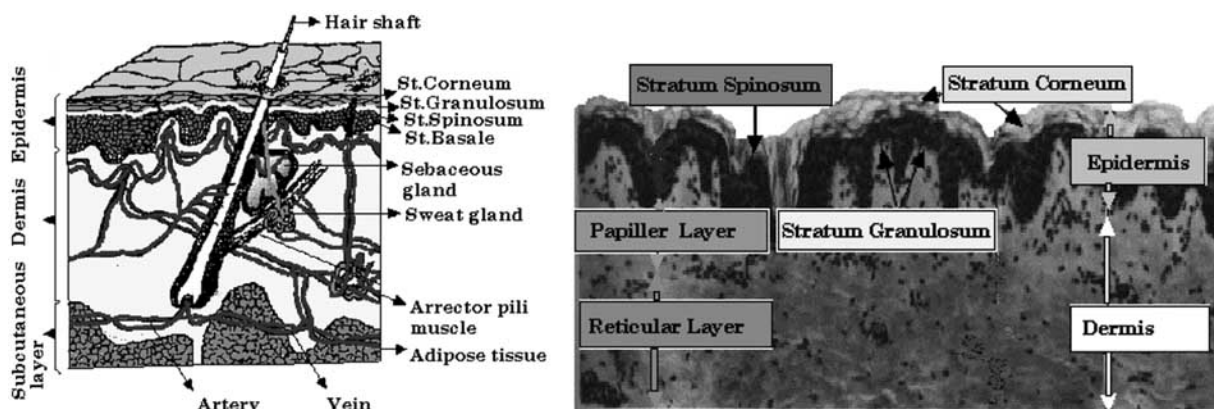 Hair shaft
St.Corneum
St.Granulosum
St.Spinosum
St.Basale
Sebaceous
gland
Sweat gland
Arrector pili
muscle
Adipose tissue
Artery
Vein
Epidermis
Dermis
Subcutaneous
layer
Stratum Spinosum
Stratum Corneum
Epidermis
Papiller Layer
Stratum Granulosum
Reticular Layer
Dermis